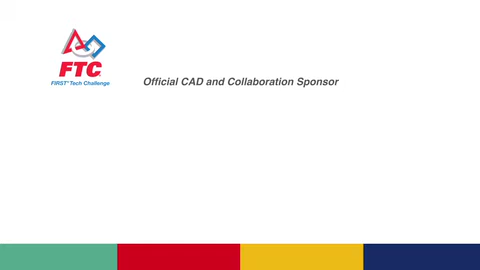 FTC
FIRST® Tech Challenge
Official CAD and Collaboration Sponsor